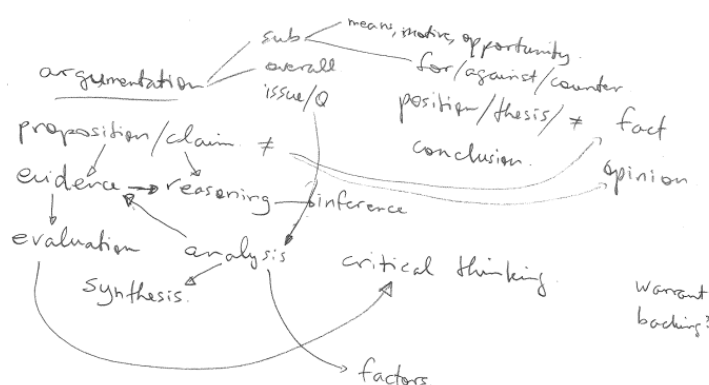 sub
means, motive, opportunity.
argumentation
overall
issue/Q
for/against/counter
position/thesis/ ≠
fact
proposition/claim ≠
conclusion.
opinion
evidence
reasoning
inference
evaluation
analysis
critical thinking.
synthesis.
warrant
backing?
factors